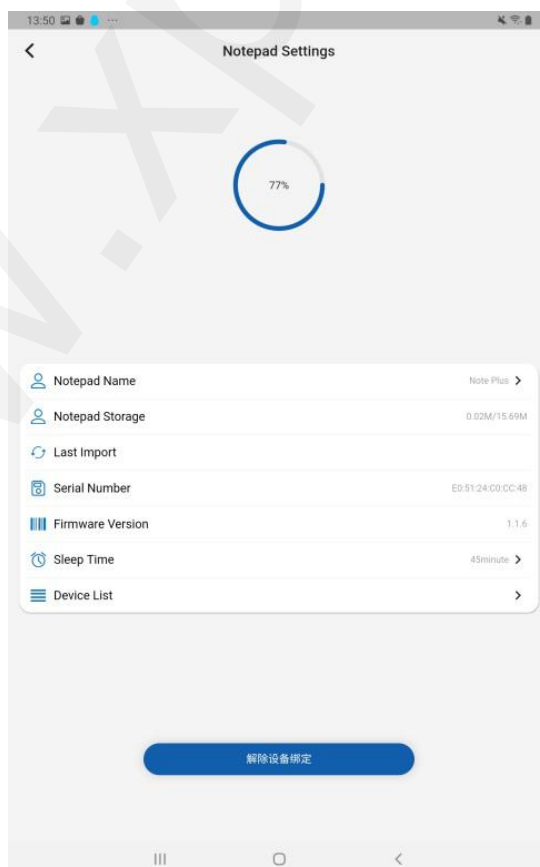 13:50
Notepad Settings
77%
Notepad Name Note Plus
Notepad Storage 0.02M/15.69M
Last Import
Serial Number E0:51:24:C0:CC:48
Firmware Version 1.1.6
Sleep Time 45minute
Device List
解除设备绑定